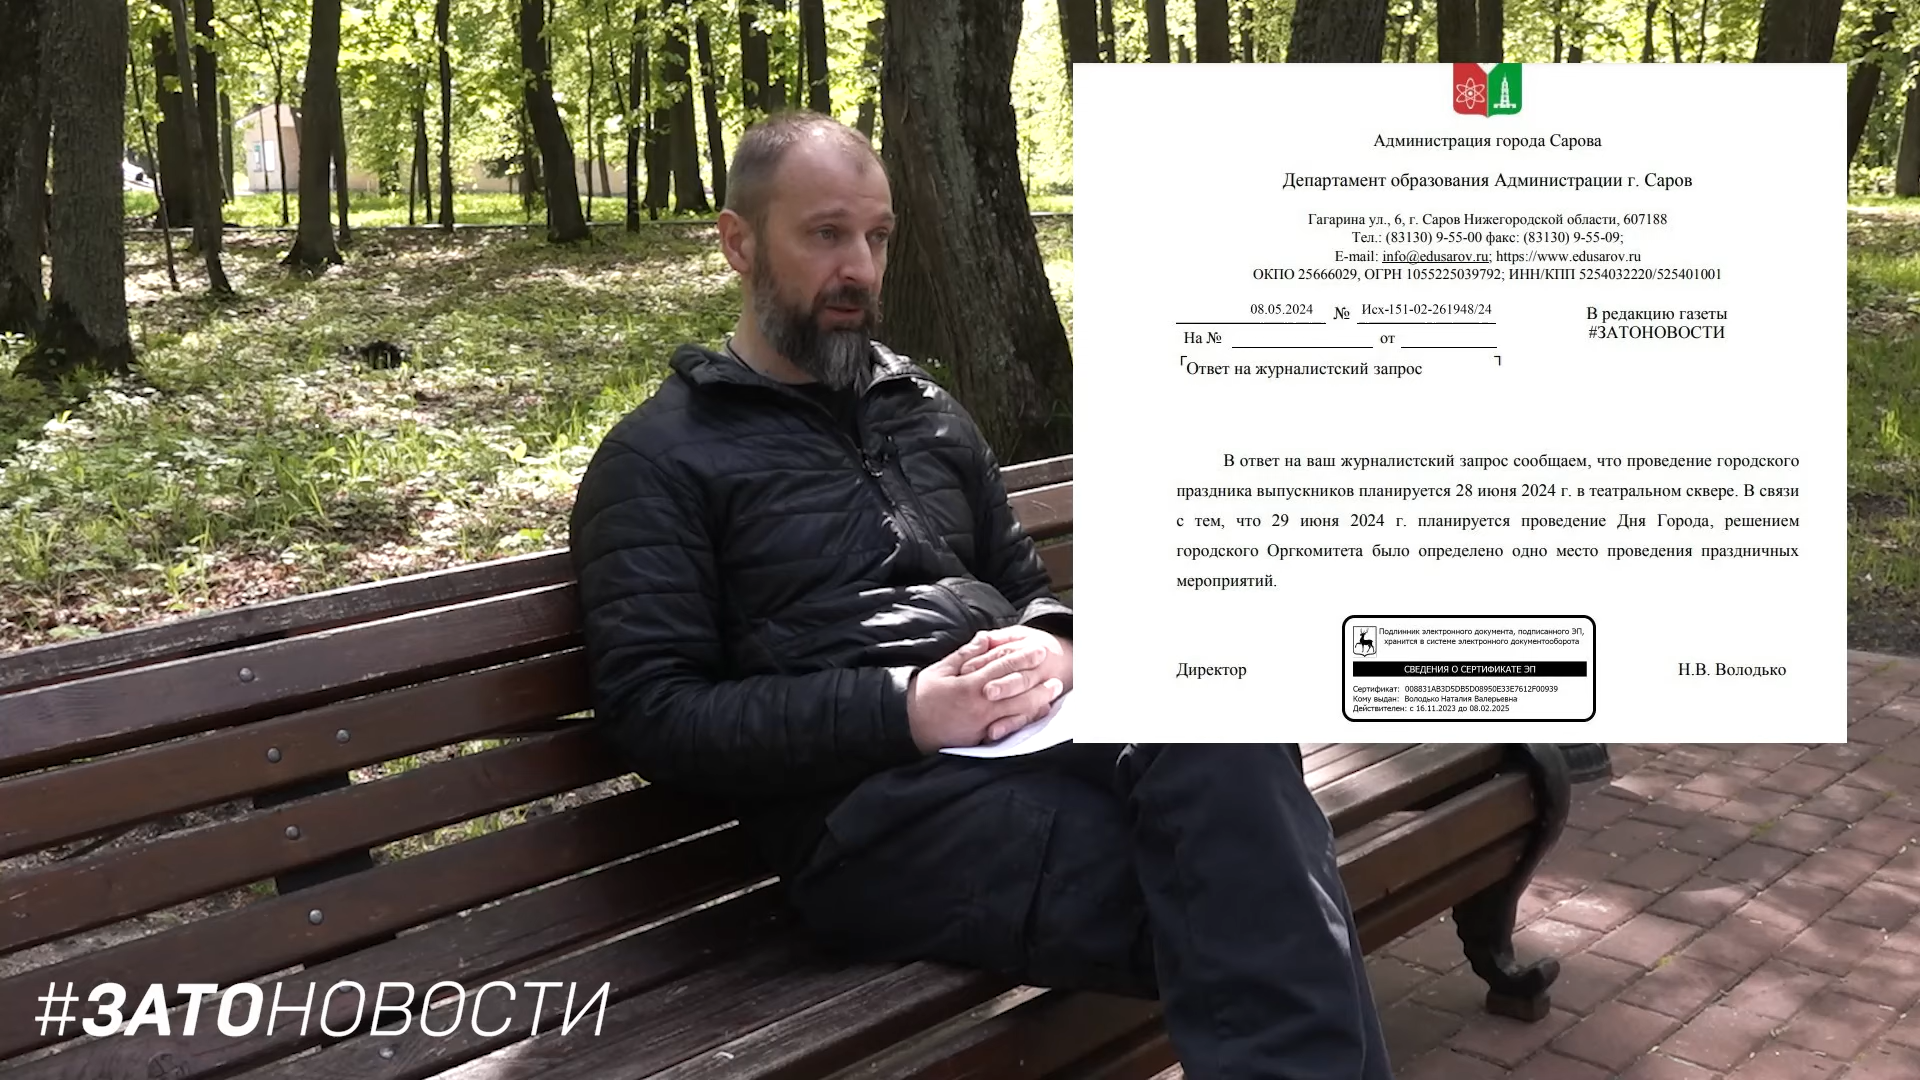 Администрация города Сарова
Департамент образования Администрации г. Саров
Гагарина ул., 6, г. Саров Нижегородской области, 607188
Тел.: (83130) 9-55-00 факс: (83130) 9-55-09;
E-mail: info@edusarov.ru; https://www.edusarov.ru
ОКПО 25666029, ОГРН 1055225039792; ИНН/КПП 5254032220/525401001
08.05.2024 № Исх-151-02-261948/24
На № от
В редакцию газеты
#ЗАТОНОВОСТИ
Ответ на журналистский запрос
В ответ на ваш журналистский запрос сообщаем, что проведение городского
праздника выпускников планируется 28 июня 2024 г. в театральном сквере. В связи
с тем, что 29 июня 2024 г. планируется проведение Дня Города, решением
городского Оргкомитета было определено одно место проведения праздничных
мероприятий.
Подлинник электронного документа, подписанного ЭП,
хранится в системе электронного документооборота
СВЕДЕНИЯ О СЕРТИФИКАТЕ ЭП
Сертификат: 008831AB3D5DB5D08950E33E7612F00939
Кому выдан: Володько Наталия Валерьевна
Действителен: с 16.11.2023 до 08.02.2025
Директор
Н.В. Володько
#ЗАТОНОВОСТИ